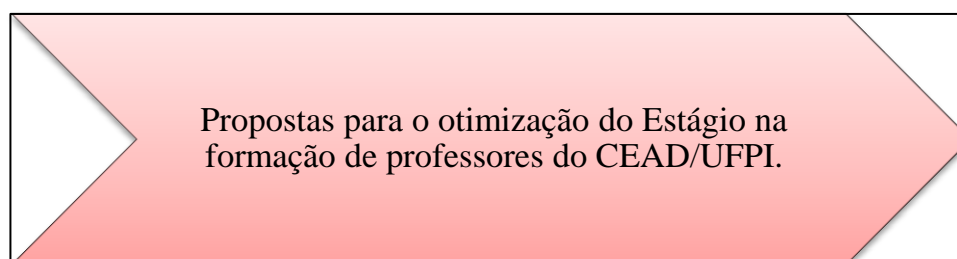 Propostas para o otimização do Estágio na
formação de professores do CEAD/UFPI.